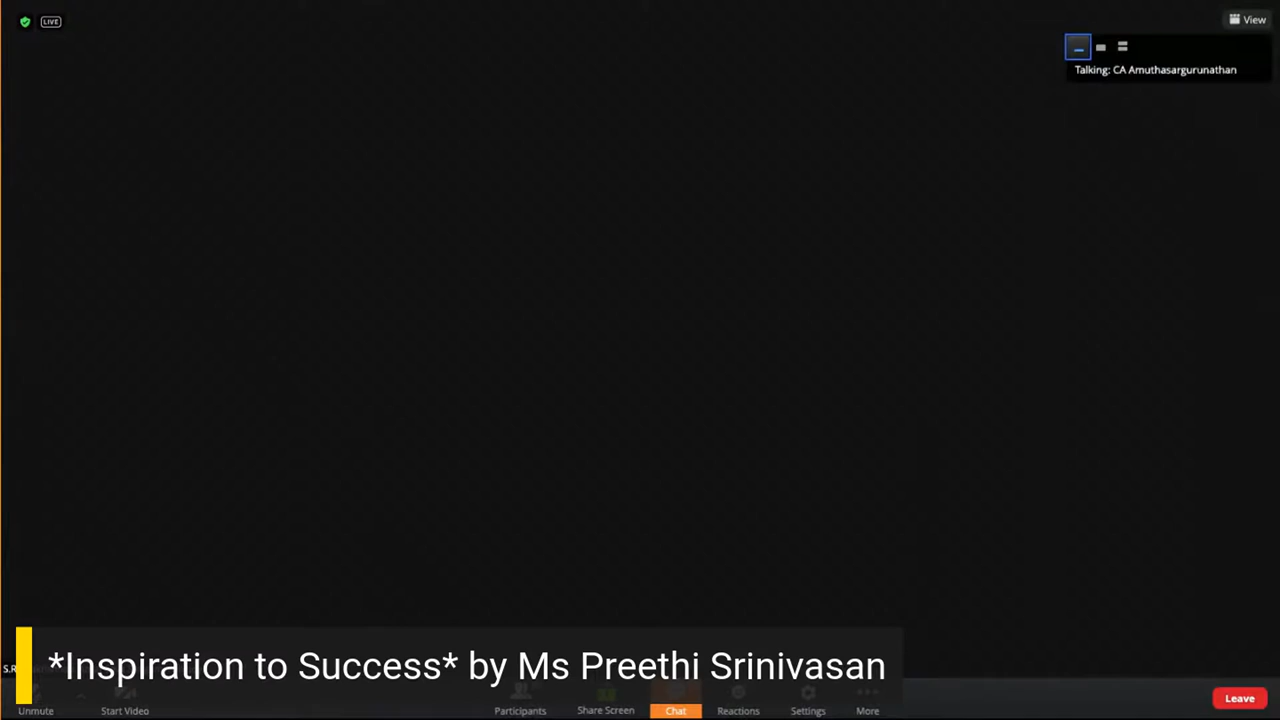 LIVE
View
Talking: CA Amuthasargurunathan
*Inspiration to Success* by Ms Preethi Srinivasan
Unmute
Start Video
Participants
Share Screen
Chat
Reactions
Settings
More
Leave